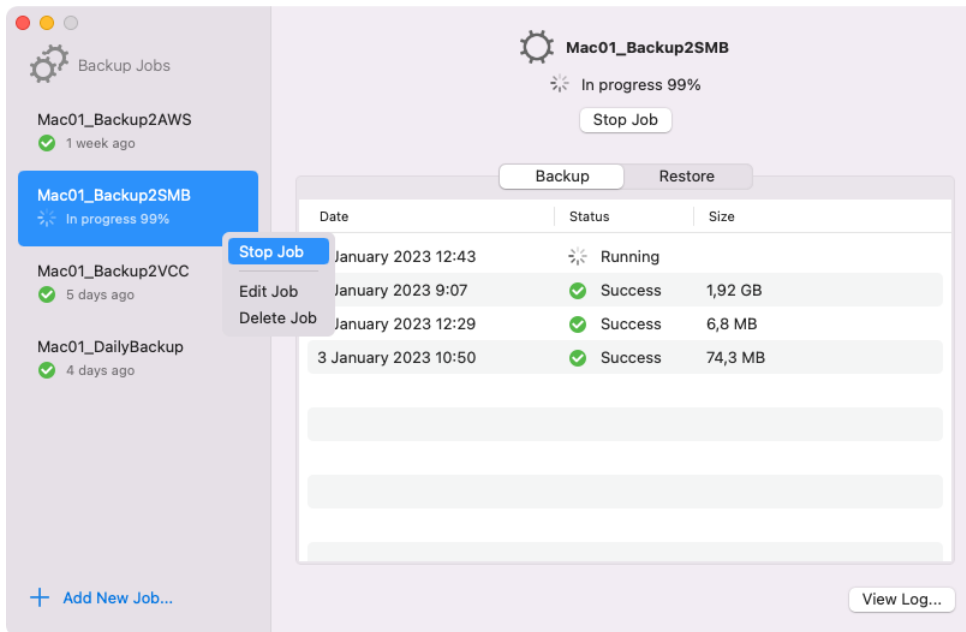 Backup Jobs
Mac01_Backup2AWS
1 week ago
Mac01_Backup2SMB
In progress 99%
Mac01_Backup2VCC
5 days ago
Mac01_DailyBackup
4 days ago
Add New Job...
Stop Job
Edit Job
Delete Job
Mac01_Backup2SMB
In progress 99%
Stop Job
Backup Restore
Date Status Size
January 2023 12:43 Running
January 2023 9:07 Success 1,92 GB
January 2023 12:29 Success 6,8 MB
3 January 2023 10:50 Success 74,3 MB
View Log...